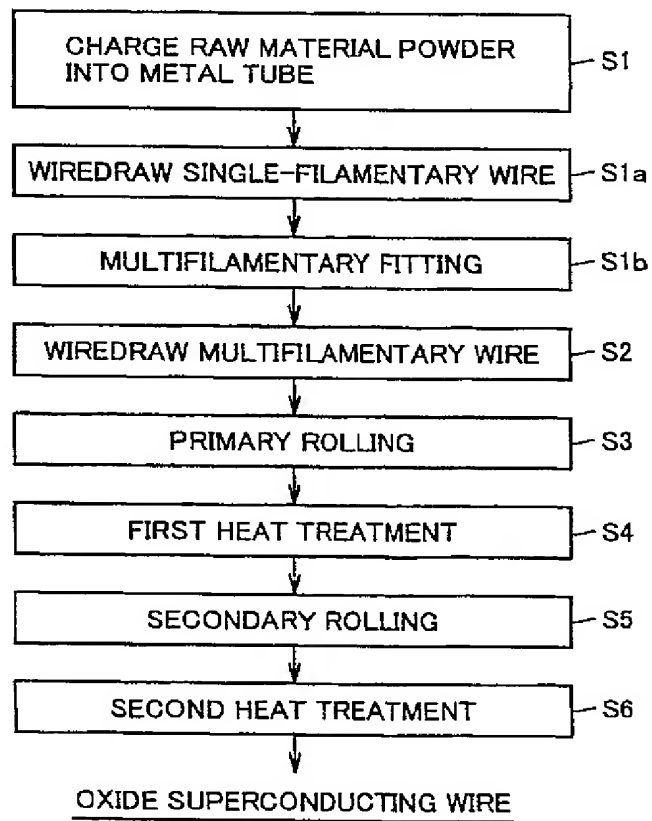 CHARGE RAW MATERIAL POWDER
INTO METAL TUBE
S1
WIREDRAW SINGLE-FILAMENTARY WIRE
S1a
MULTIFILAMENTARY FITTING
S1b
WIREDRAW MULTIFILAMENTARY WIRE
S2
PRIMARY ROLLING
S3
FIRST HEAT TREATMENT
S4
SECONDARY ROLLING
S5
SECOND HEAT TREATMENT
S6
OXIDE SUPERCONDUCTING WIRE